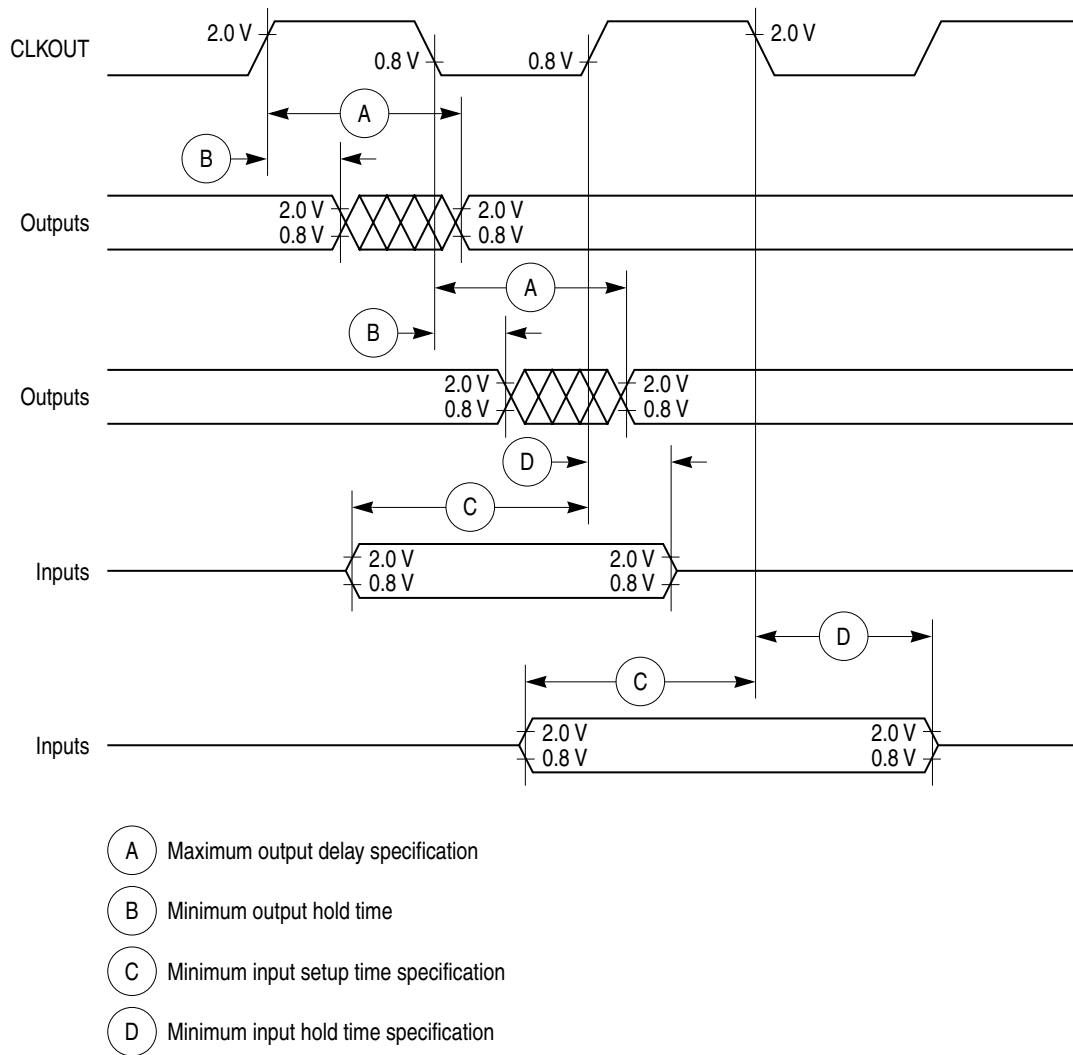 CLKOUT
2.0 V
0.8 V
0.8 V
2.0 V
A
B
Outputs
2.0 V
0.8 V
2.0 V
0.8 V
A
B
Outputs
2.0 V
0.8 V
2.0 V
0.8 V
D
C
Inputs
2.0 V
0.8 V
2.0 V
0.8 V
D
C
Inputs
2.0 V
0.8 V
2.0 V
0.8 V
A Maximum output delay specification
B Minimum output hold time
C Minimum input setup time specification
D Minimum input hold time specification